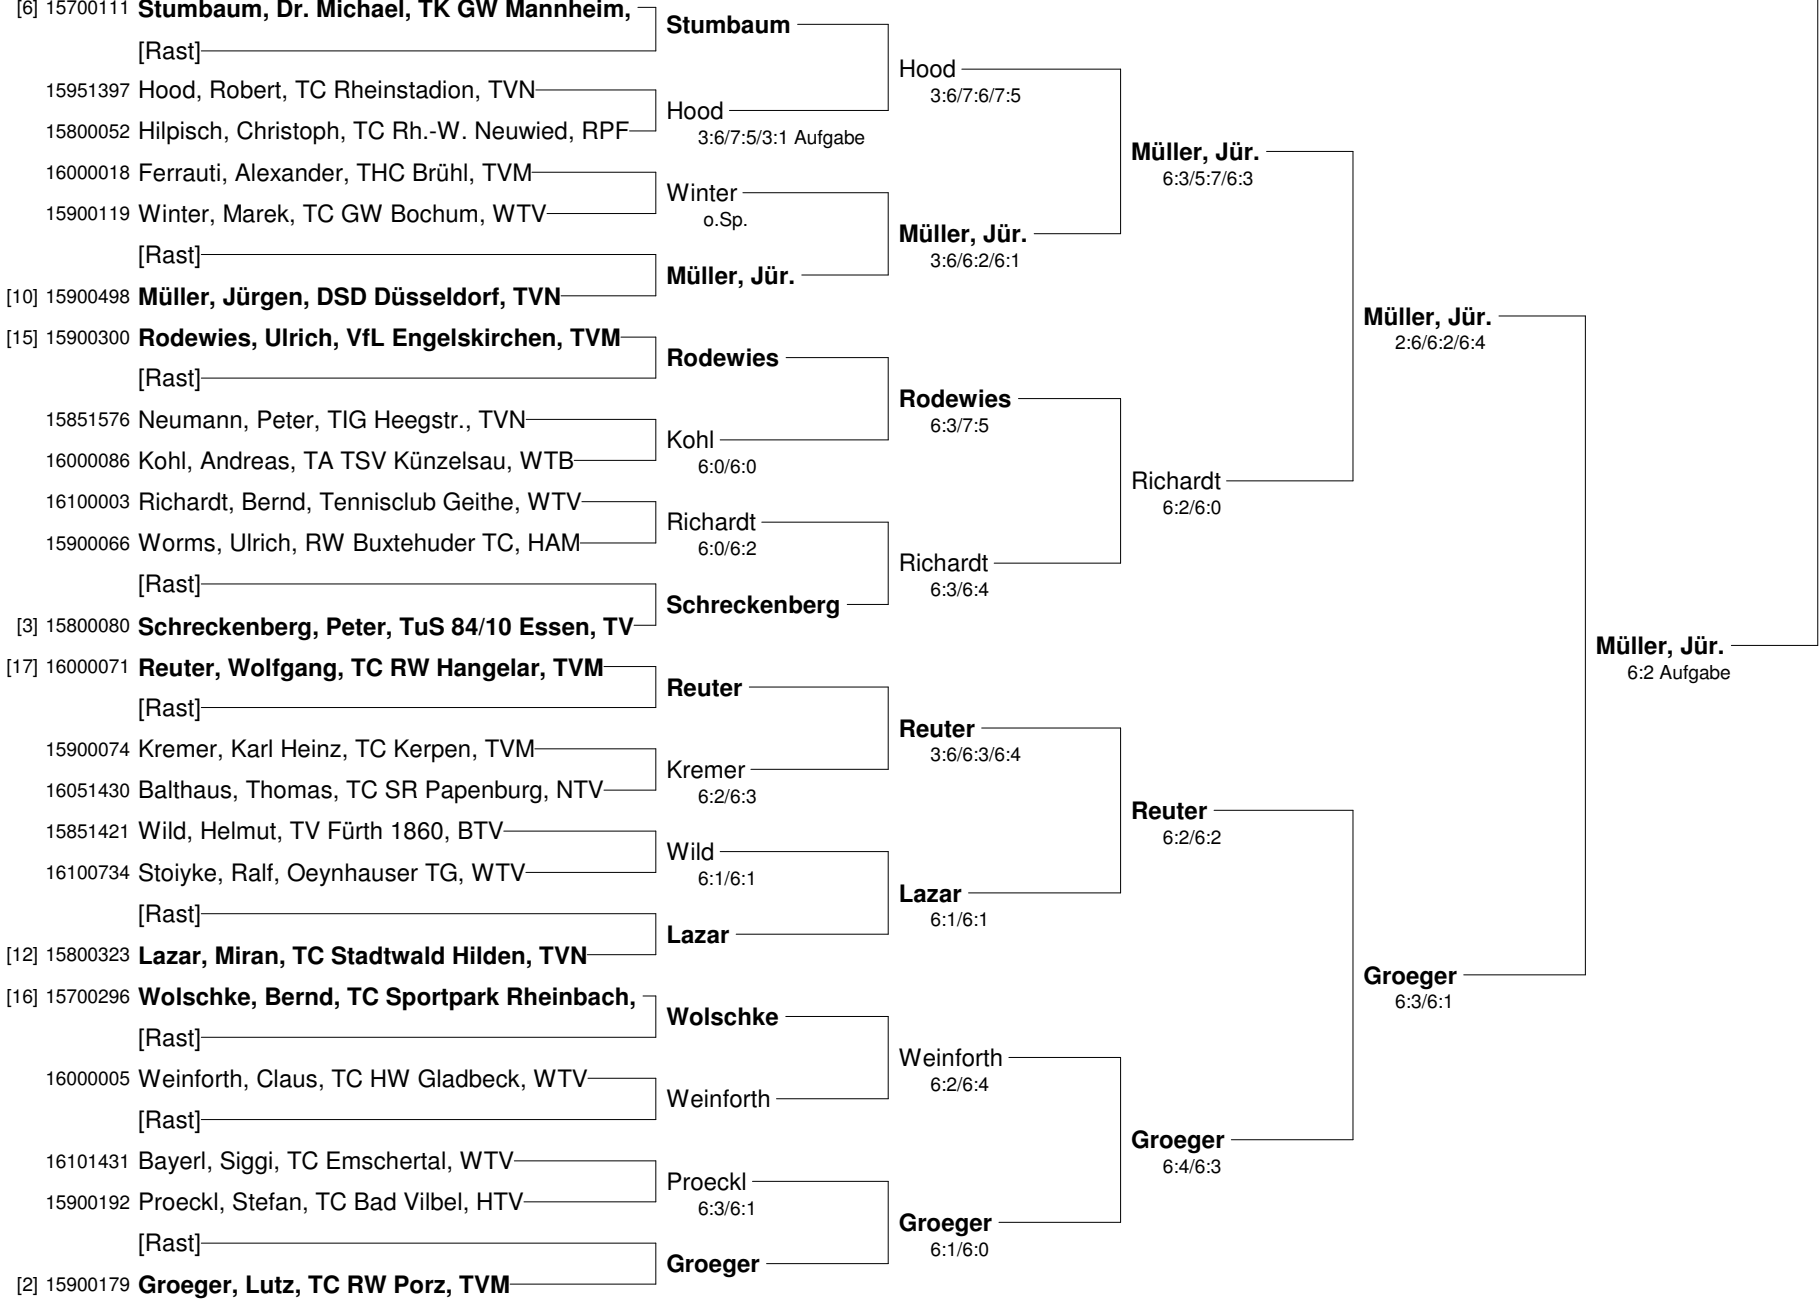 [6] 15700111 Stumbaum, Dr. Michael, TK GW Mannheim,
[Rast]
15951397 Hood, Robert, TC Rheinstadion, TVN
15800052 Hilpisch, Christoph, TC Rh.-W. Neuwied, RPF
16000018 Ferrauti, Alexander, THC Brühl, TVM
15900119 Winter, Marek, TC GW Bochum, WTV
[Rast]
[10] 15900498 Müller, Jürgen, DSD Düsseldorf, TVN
[15] 15900300 Rodewies, Ulrich, VfL Engelskirchen, TVM
[Rast]
15851576 Neumann, Peter, TIG Heegstr., TVN
16000086 Kohl, Andreas, TA TSV Künzelsau, WTB
16100003 Richardt, Bernd, Tennisclub Geithe, WTV
15900066 Worms, Ulrich, RW Buxtehuder TC, HAM
[Rast]
[3] 15800080 Schreckenberg, Peter, TuS 84/10 Essen, TV
[17] 16000071 Reuter, Wolfgang, TC RW Hangelar, TVM
[Rast]
15900074 Kremer, Karl Heinz, TC Kerpen, TVM
16051430 Balthaus, Thomas, TC SR Papenburg, NTV
15851421 Wild, Helmut, TV Fürth 1860, BTV
16100734 Stoiyke, Ralf, Oeynhauser TG, WTV
[Rast]
[12] 15800323 Lazar, Miran, TC Stadtwald Hilden, TVN
[16] 15700296 Wolschke, Bernd, TC Sportpark Rheinbach,
[Rast]
16000005 Weinforth, Claus, TC HW Gladbeck, WTV
[Rast]
16101431 Bayerl, Siggi, TC Emschertal, WTV
15900192 Proeckl, Stefan, TC Bad Vilbel, HTV
[Rast]
[2] 15900179 Groeger, Lutz, TC RW Porz, TVM
Stumbaum
Hood
3:6/7:5/3:1 Aufgabe
Winter
o.Sp.
Müller, Jür.
Rodewies
Kohl
6:0/6:0
Richardt
6:0/6:2
Schreckenberg
Reuter
Kremer
6:2/6:3
Wild
6:1/6:1
Lazar
Wolschke
Weinforth
Proeckl
6:3/6:1
Groeger
Hood
3:6/7:6/7:5
Müller, Jür.
3:6/6:2/6:1
Rodewies
6:3/7:5
Richardt
6:3/6:4
Reuter
3:6/6:3/6:4
Lazar
6:1/6:1
Weinforth
6:2/6:4
Groeger
6:1/6:0
Müller, Jür.
6:3/5:7/6:3
Richardt
6:2/6:0
Reuter
6:2/6:2
Groeger
6:4/6:3
Müller, Jür.
2:6/6:2/6:4
Groeger
6:3/6:1
Müller, Jür.
6:2 Aufgabe